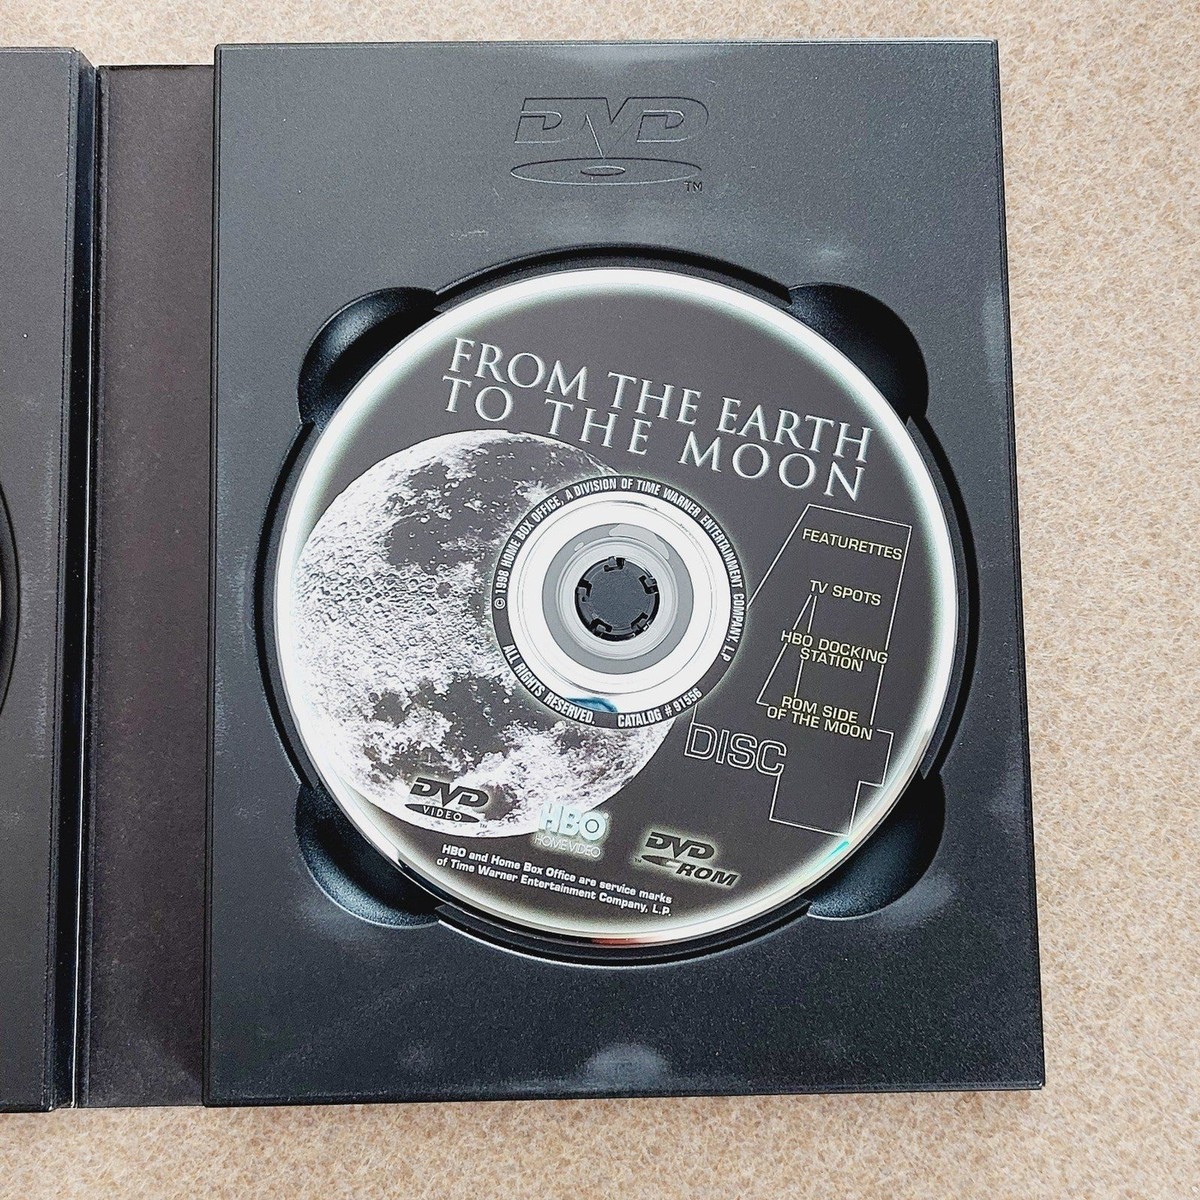 DVD
TM
FROM THE EARTH
TO THE MOON
© 1998 HOME BOX OFFICE, A DIVISION OF TIME WARNER ENTERTAINMENT COMPANY, L.P
ALL RIGHTS RESERVED. CATALOG # 91556
FEATURETTES
TV SPOTS
HBO DOCKING
STATION
ROM SIDE
OF THE MOON
DISC 4
DVD
VIDEO
TM
HBO
HOME VIDEO
DVD
ROM
HBO and Home Box Office are service marks
of Time Warner Entertainment Company, L.P.